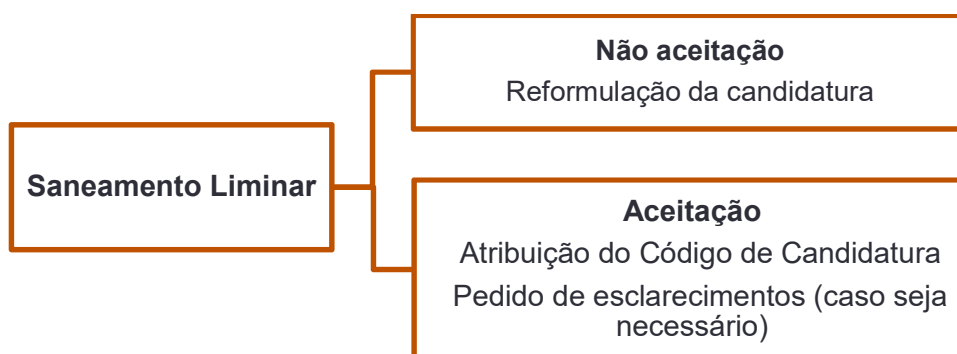 Não aceitação
Reformulação da candidatura
Saneamento Liminar
Aceitação
Atribuição do Código de Candidatura
Pedido de esclarecimentos (caso seja
necessário)